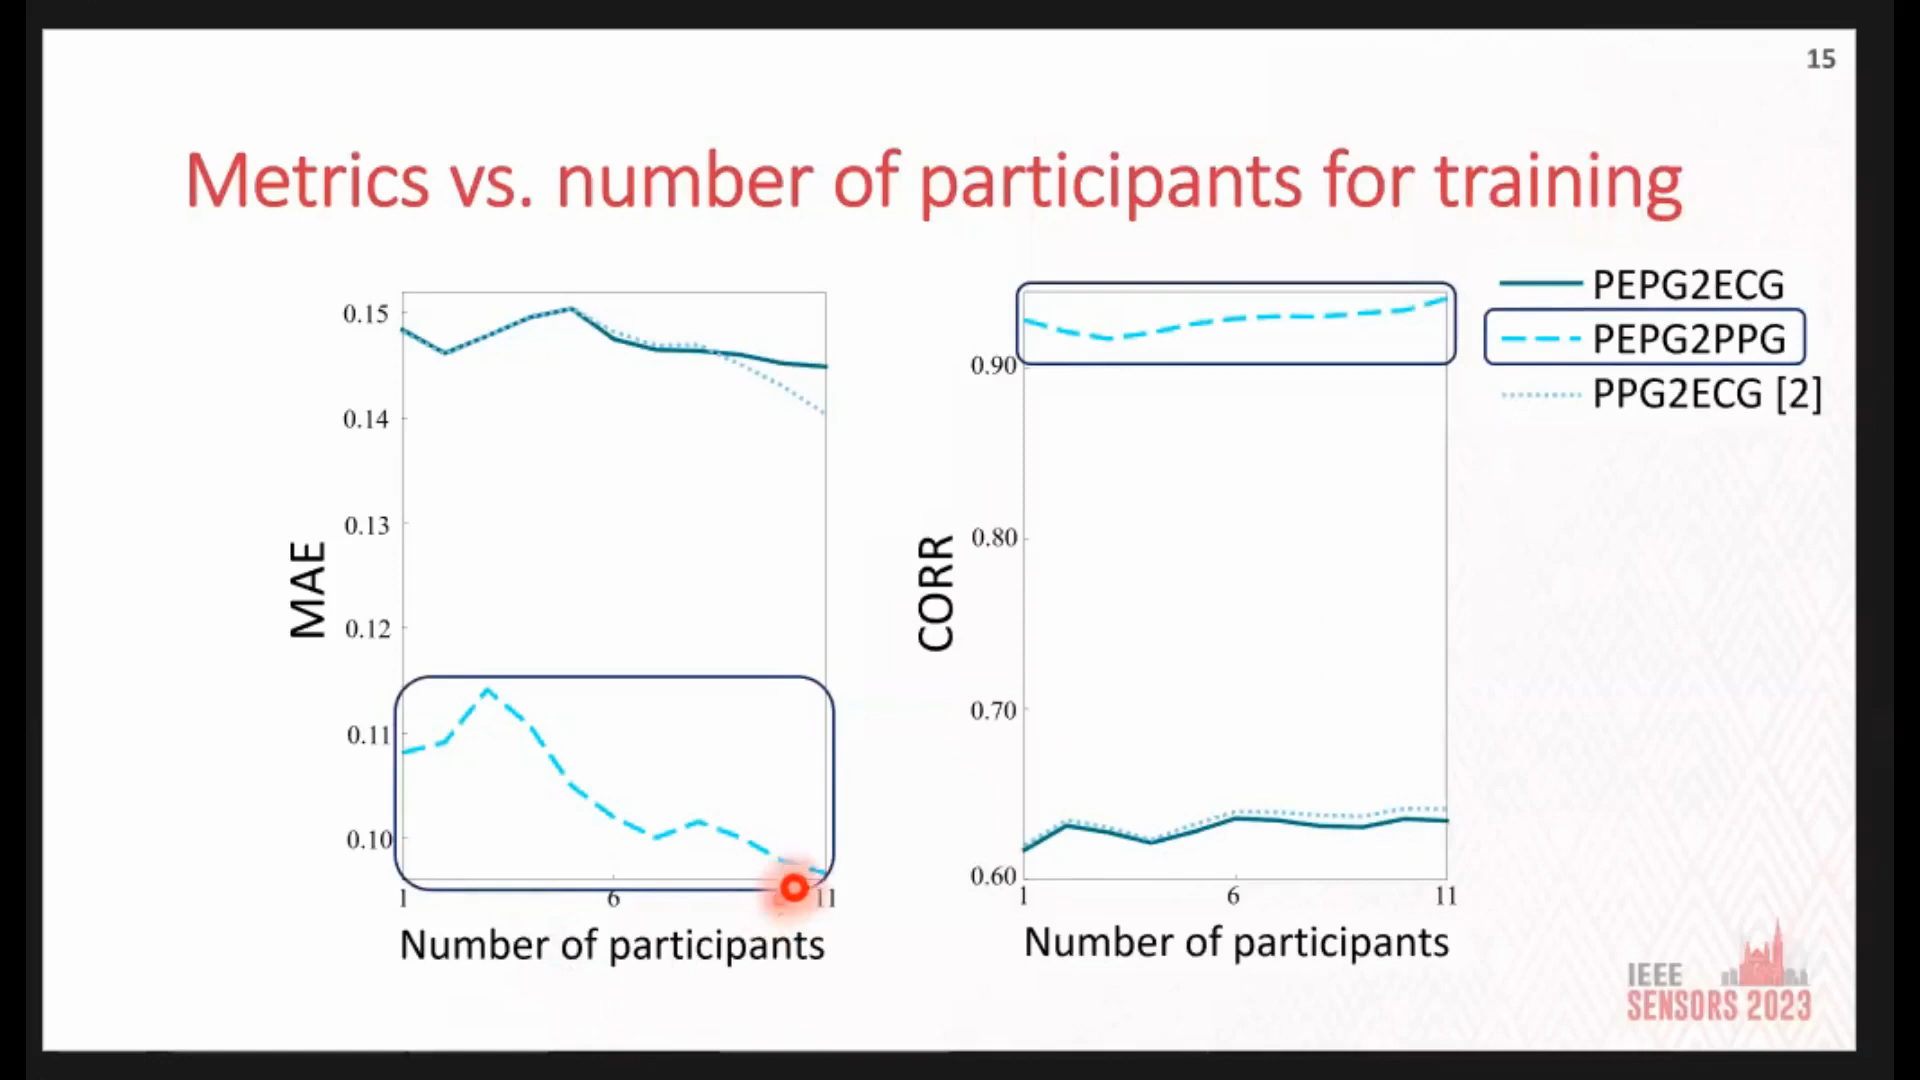 15
Metrics vs. number of participants for training
PEPG2ECG
PEPG2PPG
PPG2ECG [2]
MAE
0.15
0.14
0.13
0.12
0.11
0.10
1
6
11
Number of participants
CORR
0.90
0.80
0.70
0.60
1
6
11
Number of participants
IEEE
SENSORS 2023